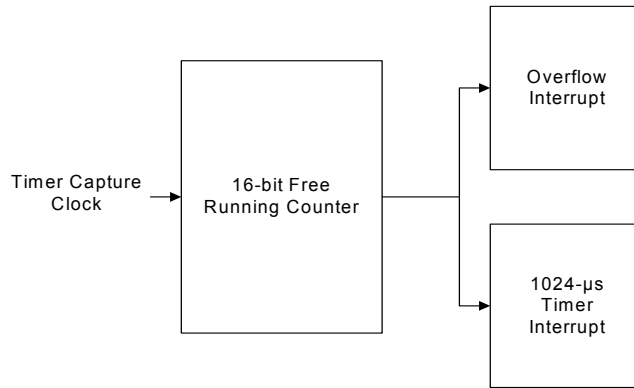 Timer Capture
Clock
16-bit Free
Running Counter
Overflow
Interrupt
1024-µs
Timer
Interrupt